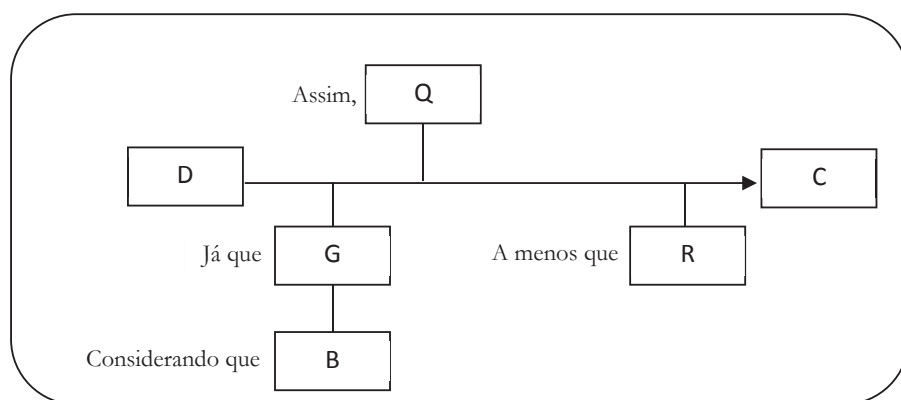 Assim, Q
D
C
Já que G
A menos que R
Considerando que B